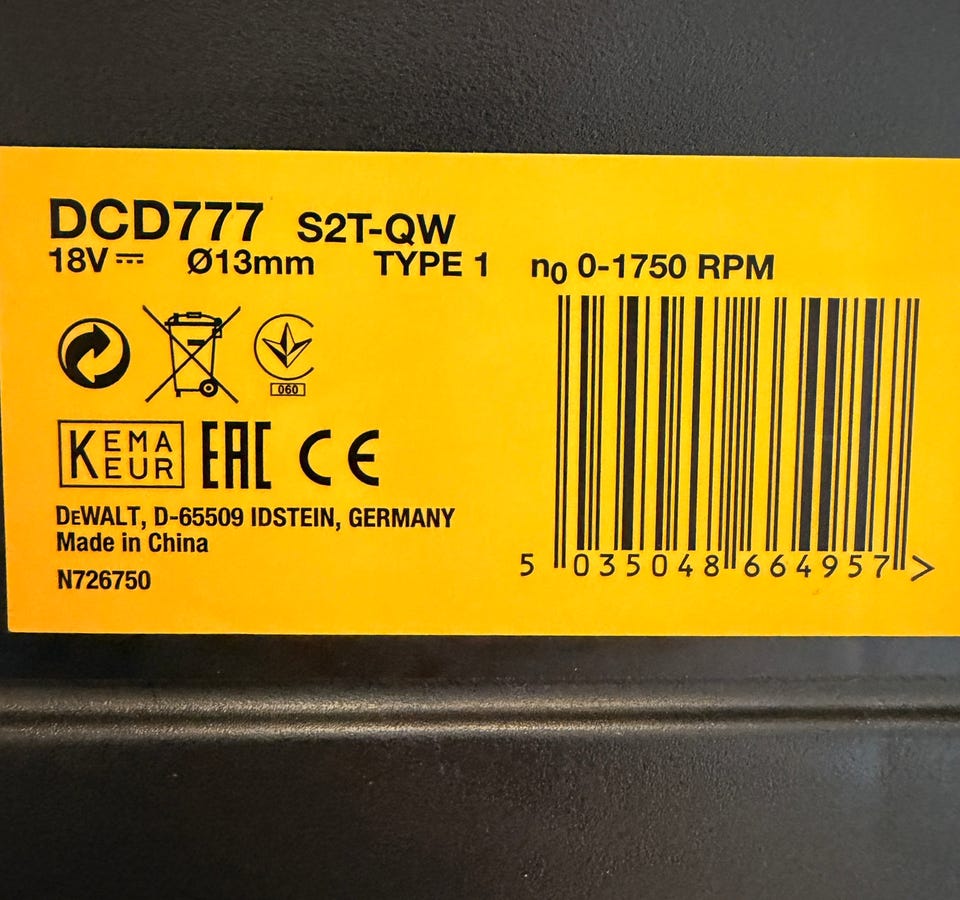 DCD777 S2T-QW
18V Ø13mm TYPE 1 n0 0-1750 RPM
060
KEMA
KEUR EAC CE
DEWALT, D-65509 IDSTEIN, GERMANY
Made in China
N726750
5 035048 664957 >